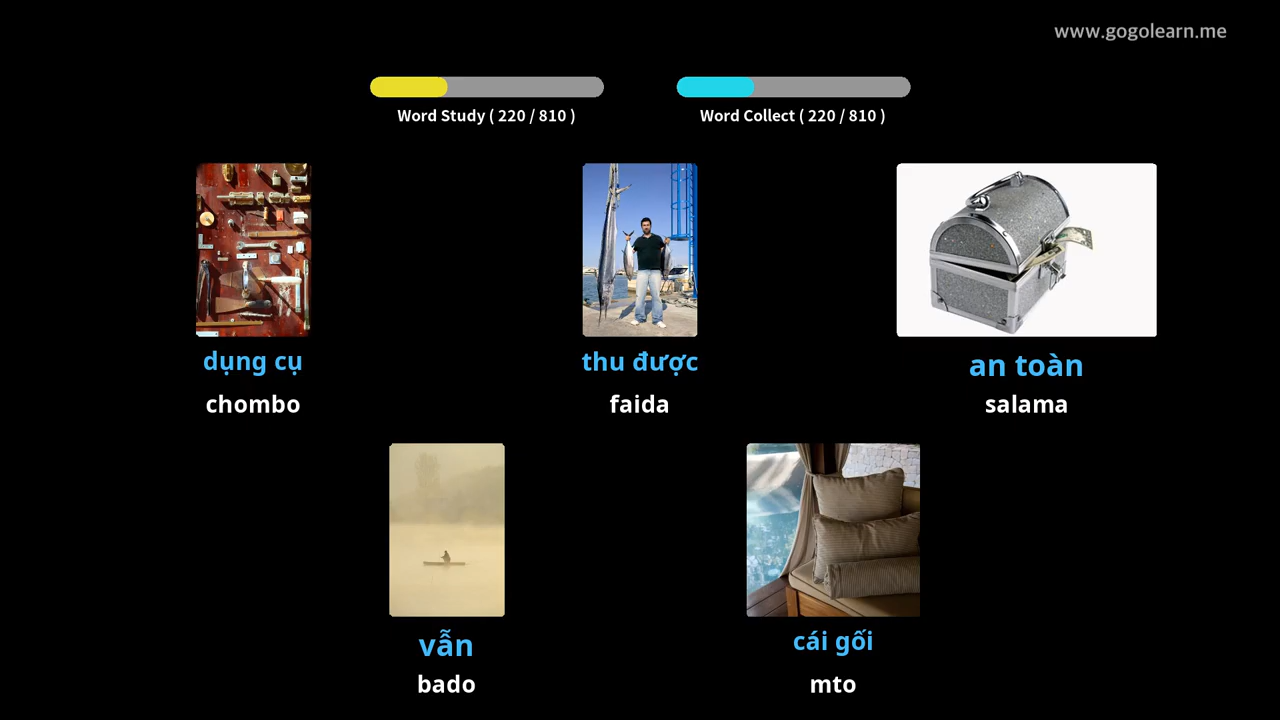 www.gogolearn.me
Word Study ( 220 / 810 )
Word Collect ( 220 / 810 )
dụng cụ
chombo
thu được
faida
an toàn
salama
vẫn
bado
cái gối
mto